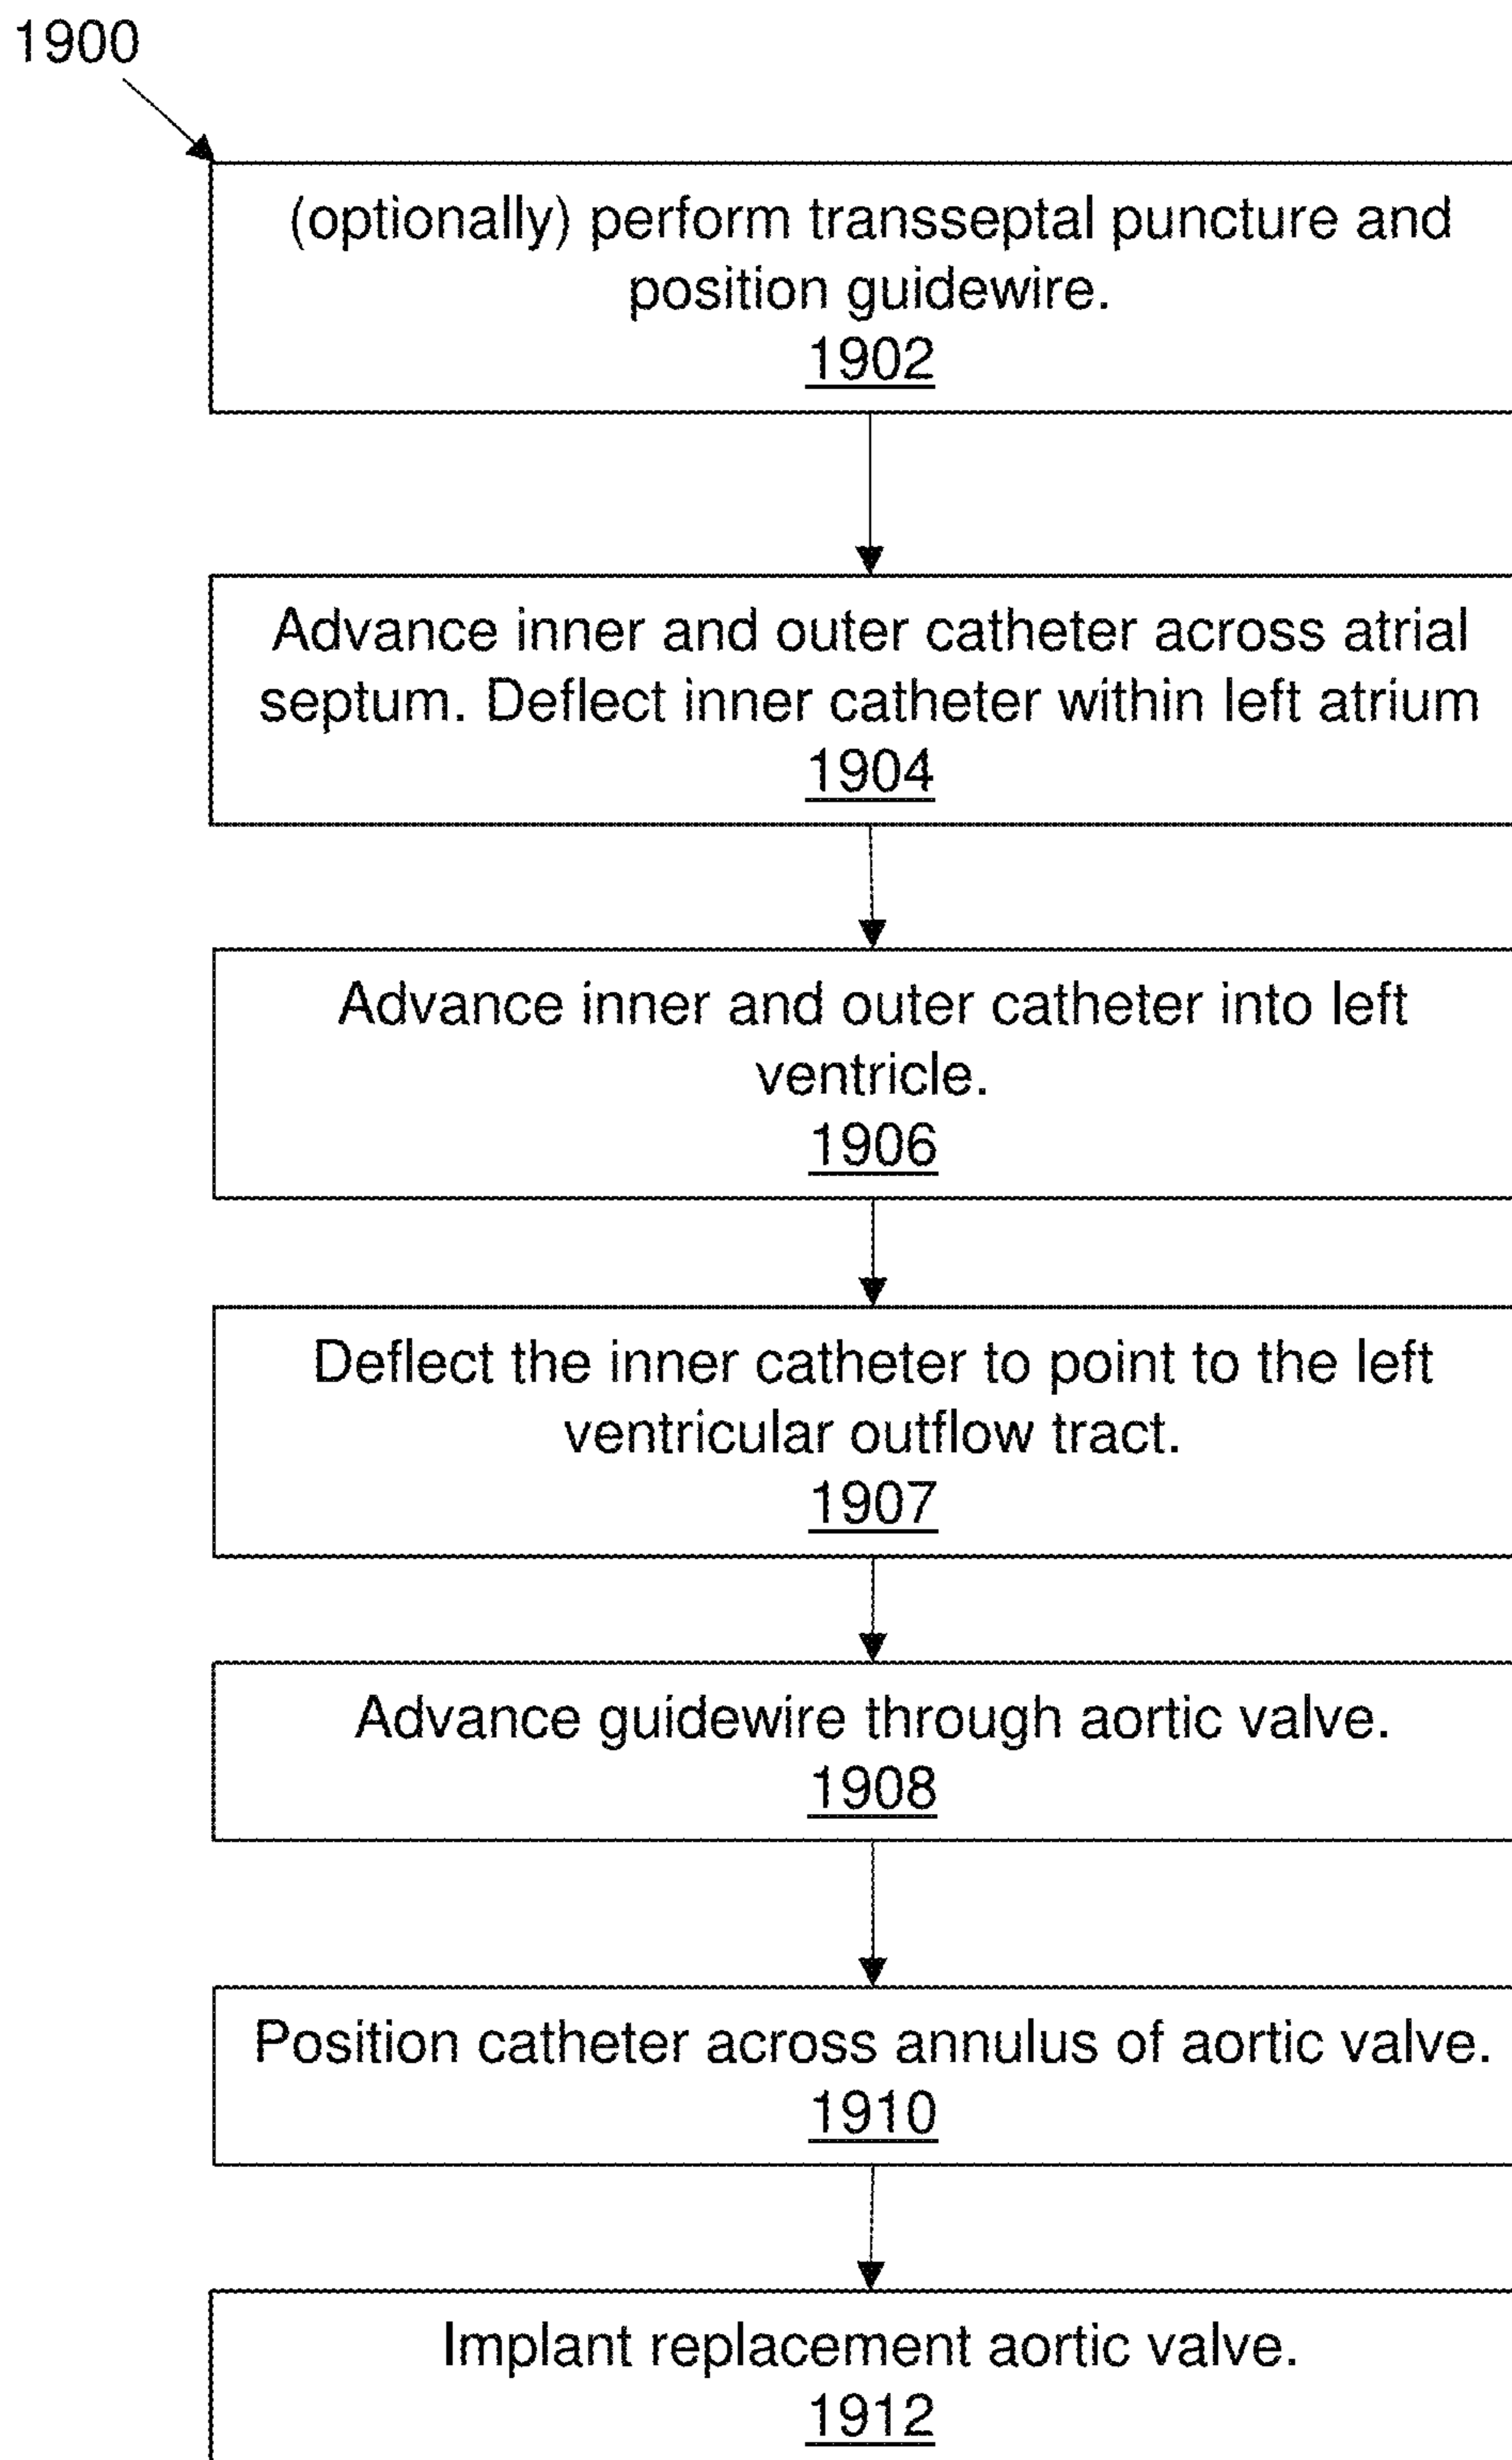 1900
(optionally) perform transseptal puncture and
position guidewire.
1902
Advance inner and outer catheter across atrial
septum. Deflect inner catheter within left atrium
1904
Advance inner and outer catheter into left
ventricle.
1906
Deflect the inner catheter to point to the left
ventricular outflow tract.
1907
Advance guidewire through aortic valve.
1908
Position catheter across annulus of aortic valve.
1910
Implant replacement aortic valve.
1912